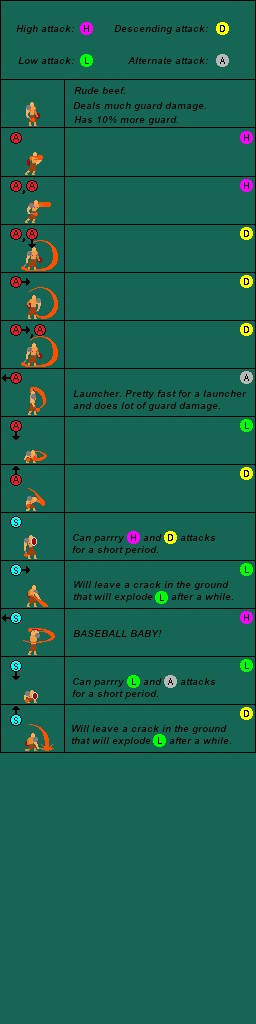 High attack: H Descending attack: D
Low attack: L Alternate attack: A
Rude beef.
Deals much guard damage.
Has 10% more guard.
A H
A,A H
A,A D
A D
A,A D
A A
Launcher. Pretty fast for a launcher
and does lot of guard damage.
A L
A D
S
Can parrry H and D attacks
for a short period.
S L
Will leave a crack in the ground
that will explode L after a while.
S H
BASEBALL BABY!
S L
Can parrry L and A attacks
for a short period.
S D
Will leave a crack in the ground
that will explode L after a while.